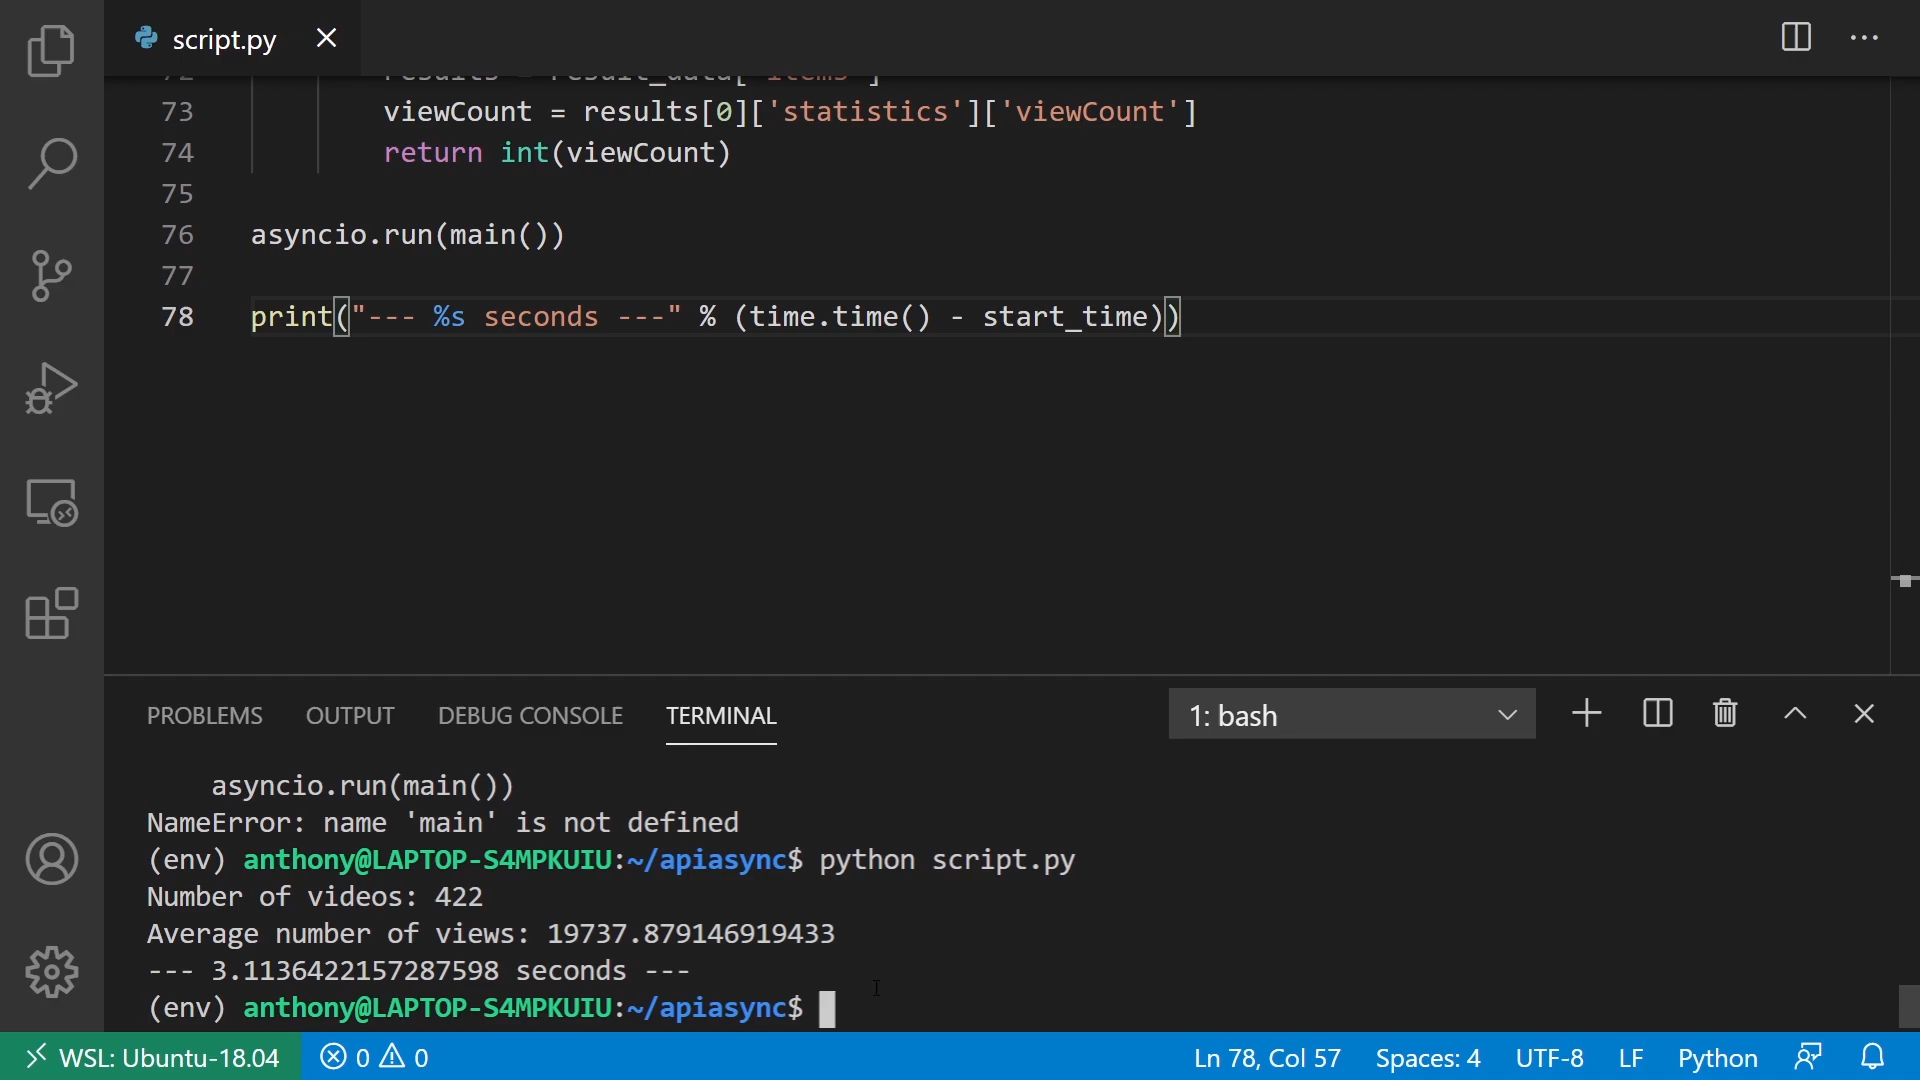 script.py
72 results = result_data['items']
73 viewCount = results[0]['statistics']['viewCount']
74 return int(viewCount)
75
76 asyncio.run(main())
77
78 print("--- %s seconds ---" % (time.time() - start_time))
PROBLEMS OUTPUT DEBUG CONSOLE TERMINAL 1: bash
asyncio.run(main())
NameError: name 'main' is not defined
(env) anthony@LAPTOP-S4MPKUIU:~/apiasync$ python script.py
Number of videos: 422
Average number of views: 19737.879146919433
--- 3.1136422157287598 seconds ---
(env) anthony@LAPTOP-S4MPKUIU:~/apiasync$
WSL: Ubuntu-18.04 0 0 Ln 78, Col 57 Spaces: 4 UTF-8 LF Python